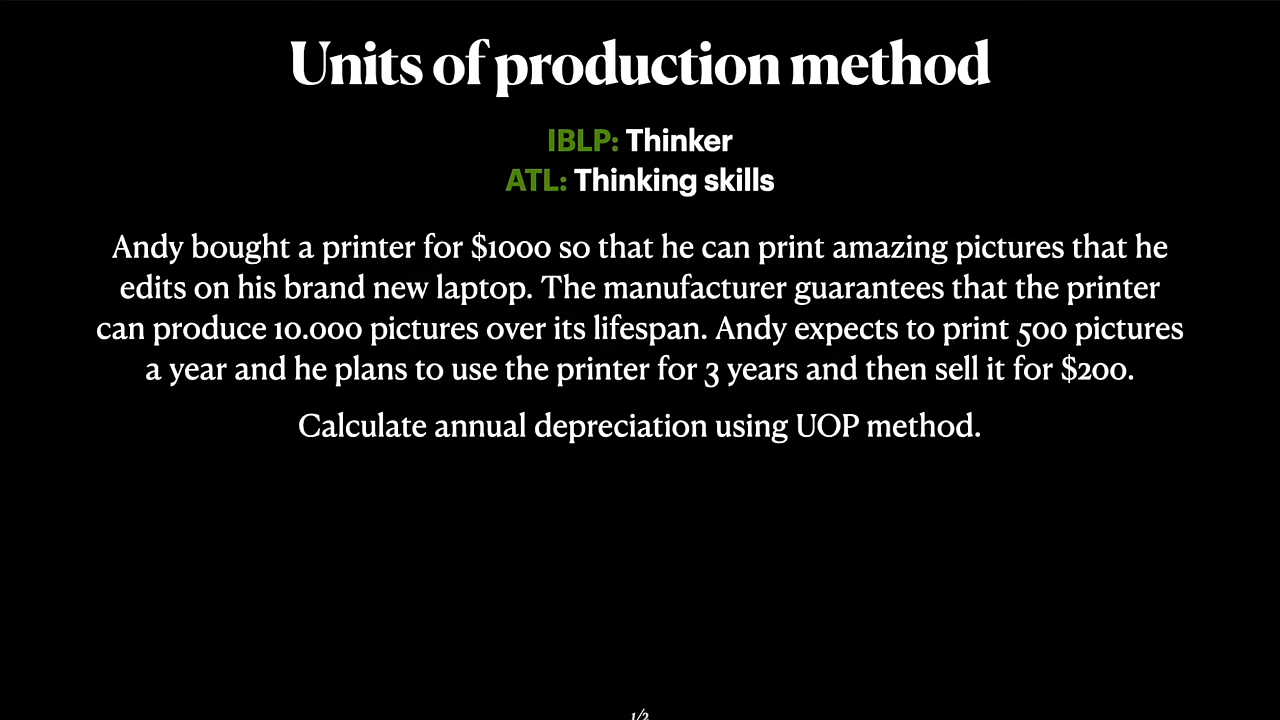 Units of production method
IBLP: Thinker
ATL: Thinking skills
Andy bought a printer for $1000 so that he can print amazing pictures that he
edits on his brand new laptop. The manufacturer guarantees that the printer
can produce 10.000 pictures over its lifespan. Andy expects to print 500 pictures
a year and he plans to use the printer for 3 years and then sell it for $200.
Calculate annual depreciation using UOP method.
1/2